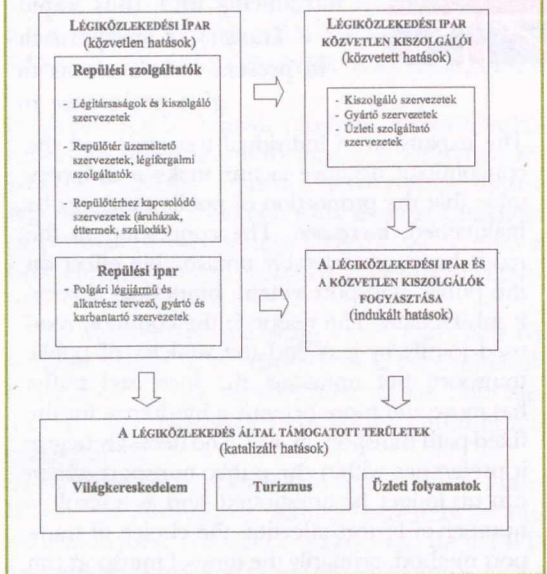 LÉGIKÖZLEKEDÉSI IPAR
(közvetlen hatások)
Repülési szolgáltatók
- Légitársaságok és kiszolgáló
szervezetek
- Repülőtér üzemeltető
szervezetek, légiforgalmi
szolgáltatók
- Repülőtérhez kapcsolódó
szervezetek (áruházak,
éttermek, szállodák)
Repülési ipar
- Polgári légijármű és
alkatrész tervező, gyártó és
karbantartó szervezetek
LÉGIKÖZLEKEDÉSI IPAR
KÖZVETLEN KISZOLGÁLÓI
(közvetett hatások)
- Kiszolgáló szervezetek
- Gyártó szervezetek
- Üzleti szolgáltató
szervezetek
A LÉGIKÖZLEKEDÉSI IPAR ÉS
A KÖZVETLEN KISZOLGÁLÓK
FOGYASZTÁSA
(indukált hatások)
A LÉGIKÖZLEKEDÉS ÁLTAL TÁMOGATOTT TERÜLETEK
(katalizált hatások)
Világkereskedelem
Turizmus
Üzleti folyamatok